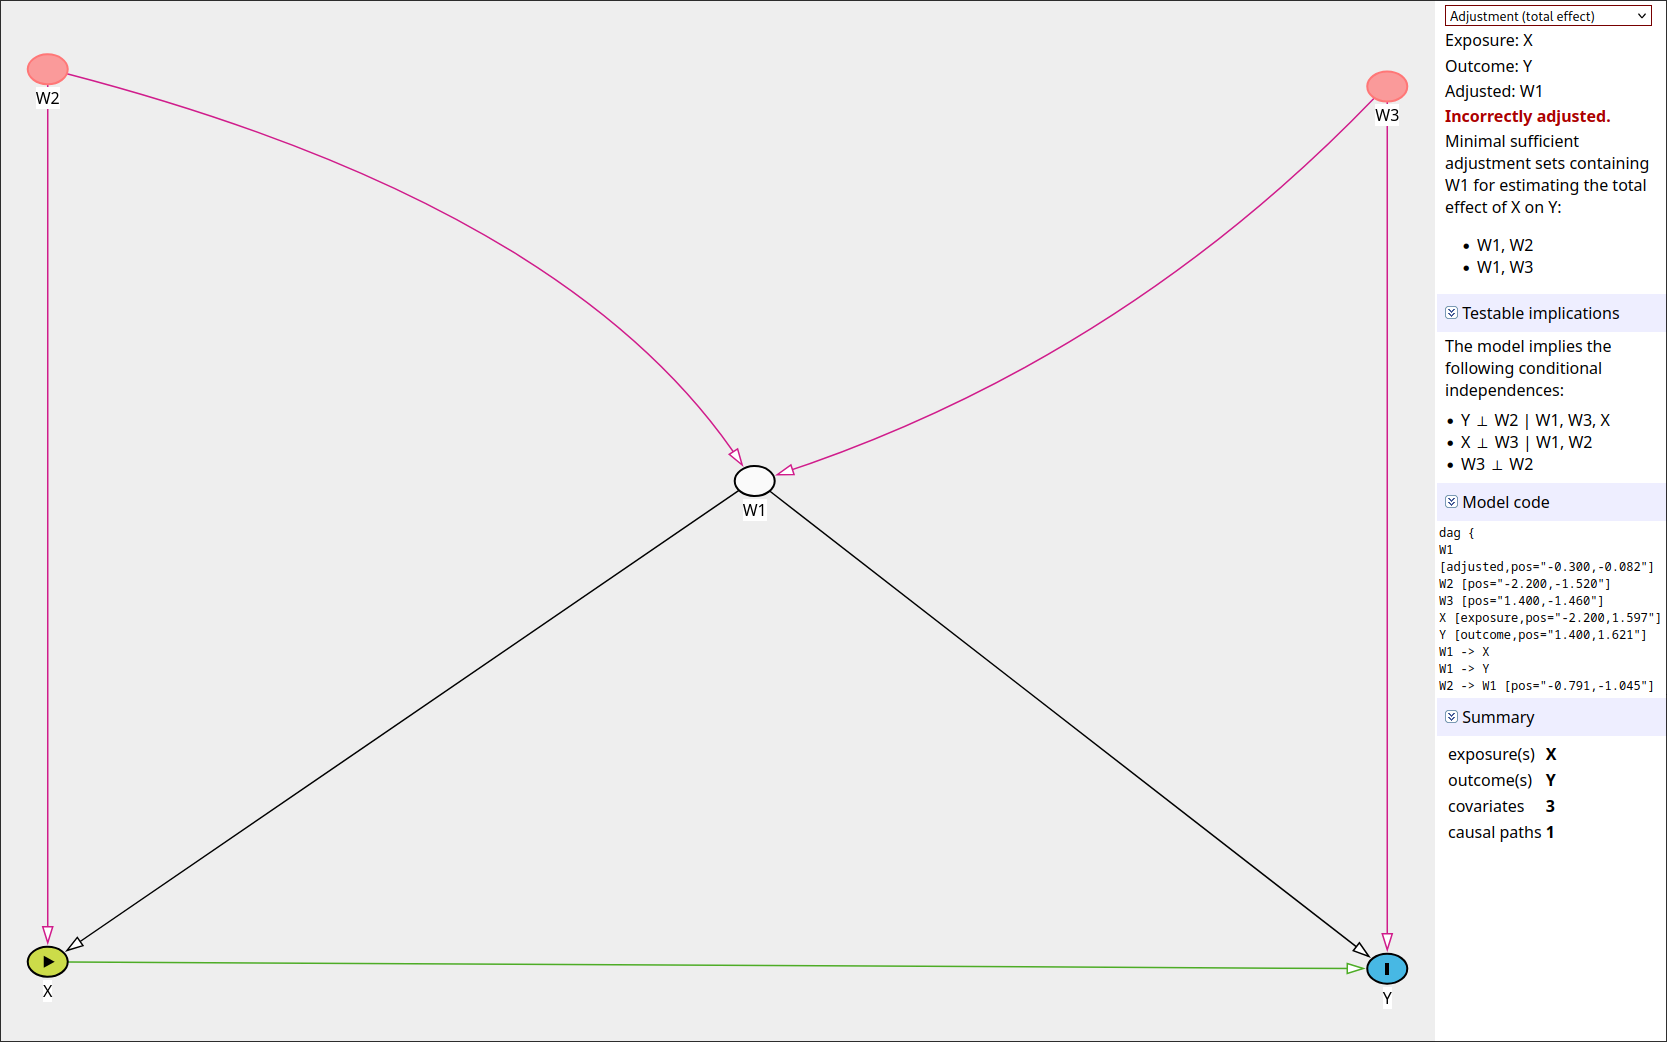 W2
W3
W1
X
Y
Adjustment (total effect)
Exposure: X
Outcome: Y
Adjusted: W1
Incorrectly adjusted.
Minimal sufficient
adjustment sets containing
W1 for estimating the total
effect of X on Y:
• W1, W2
• W1, W3
Testable implications
The model implies the
following conditional
independences:
• Y ⊥ W2 | W1, W3, X
• X ⊥ W3 | W1, W2
• W3 ⊥ W2
Model code
dag {
W1
[adjusted,pos="-0.300,-0.082"]
W2 [pos="-2.200,-1.520"]
W3 [pos="1.400,-1.460"]
X [exposure,pos="-2.200,1.597"]
Y [outcome,pos="1.400,1.621"]
W1 -> X
W1 -> Y
W2 -> W1 [pos="-0.791,-1.045"]
Summary
exposure(s) X
outcome(s) Y
covariates 3
causal paths 1